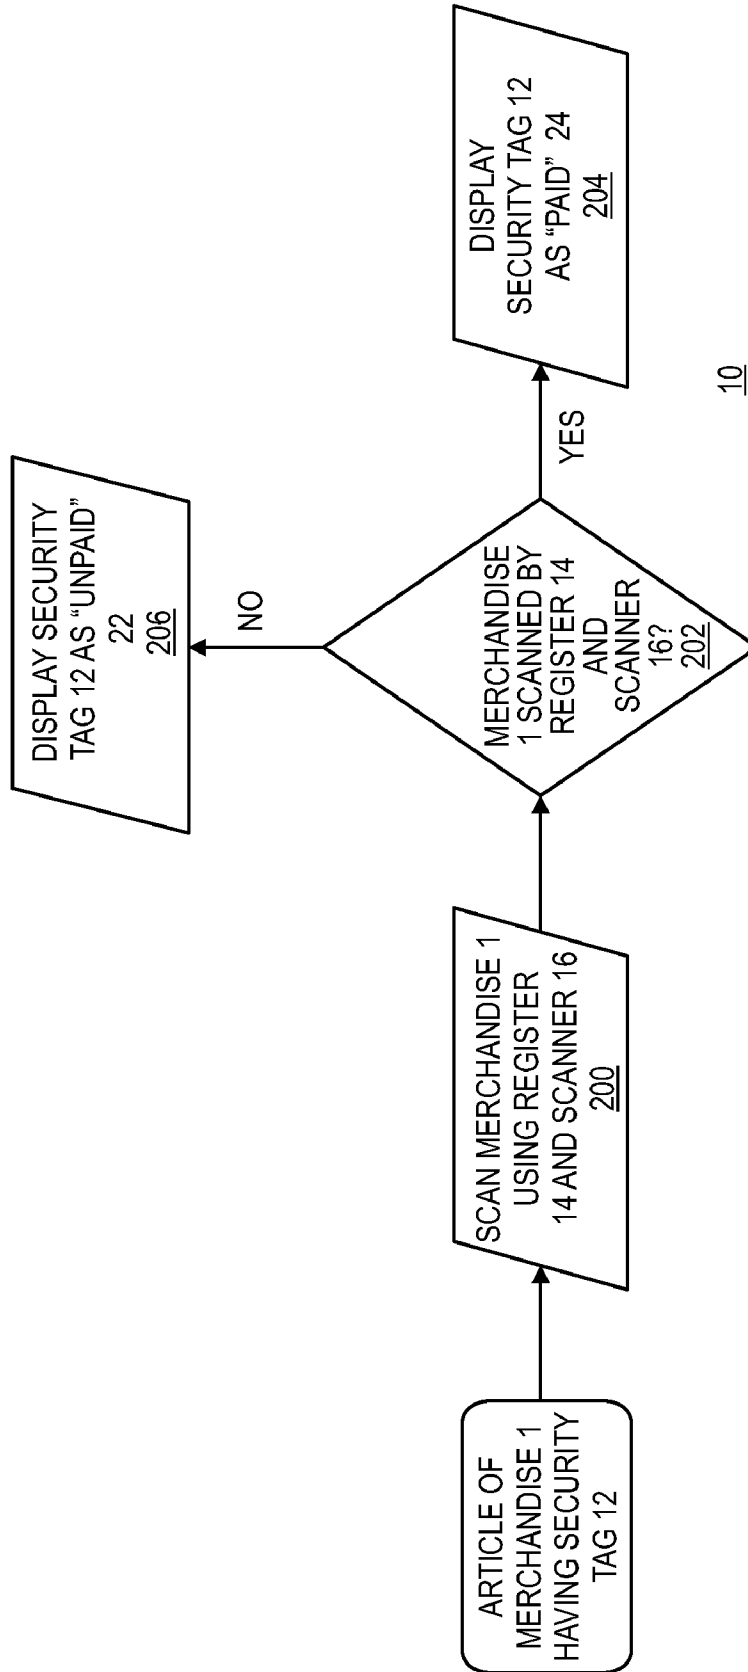 ARTICLE OF
MERCHANDISE 1
HAVING SECURITY
TAG 12
SCAN MERCHANDISE 1
USING REGISTER
14 AND SCANNER 16
200
MERCHANDISE
1 SCANNED BY
REGISTER 14
AND
SCANNER
16?
202
NO
DISPLAY SECURITY
TAG 12 AS “UNPAID”
22
206
YES
DISPLAY
SECURITY TAG 12
AS “PAID” 24
204
10